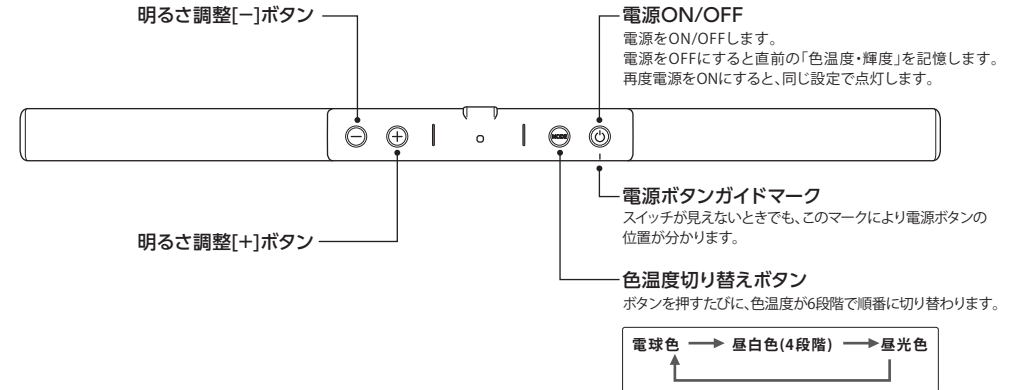 明るさ調整[−]ボタン
電源ON/OFF
電源をON/OFFします。
電源をOFFにすると直前の「色温度・輝度」を記憶します。
再度電源をONにすると、同じ設定で点灯します。
MODE
電源ボタンガイドマーク
スイッチが見えないときでも、このマークにより電源ボタンの
位置が分かります。
明るさ調整[+]ボタン
色温度切り替えボタン
ボタンを押すたびに、色温度が6段階で順番に切り替わります。
電球色 → 昼白色(4段階) → 昼光色